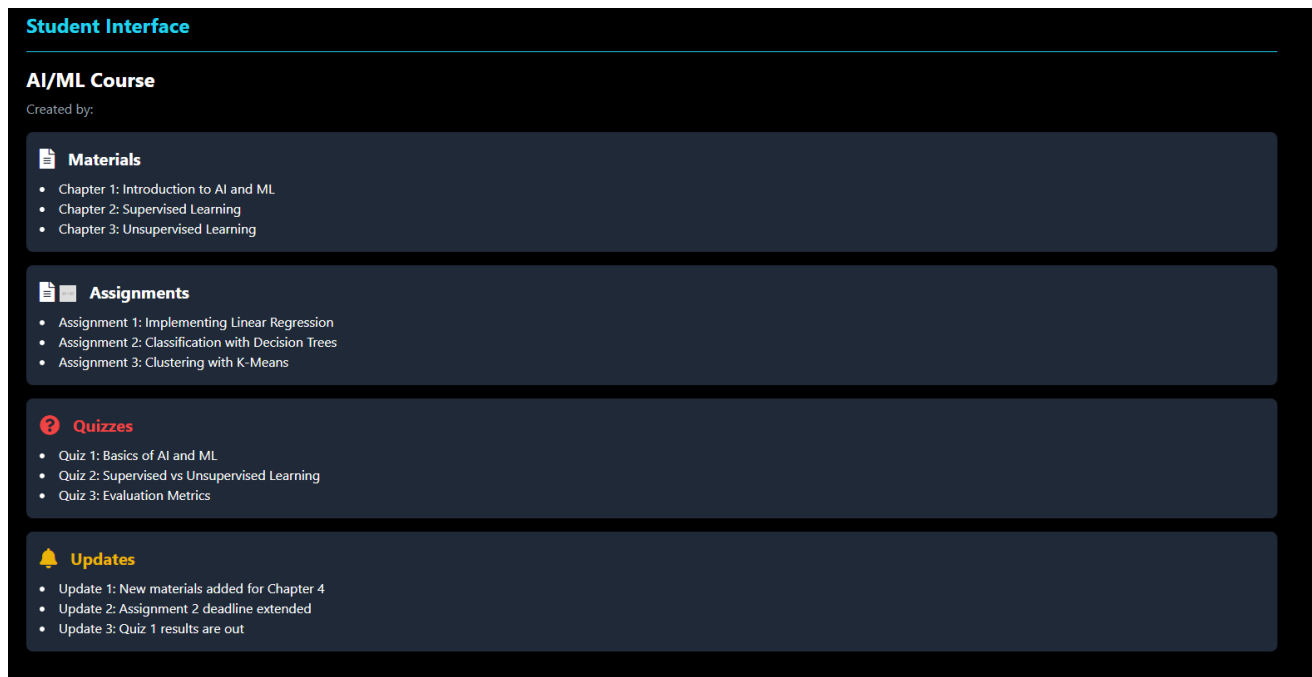 Student Interface
AI/ML Course
Created by:
Materials
Chapter 1: Introduction to AI and ML
Chapter 2: Supervised Learning
Chapter 3: Unsupervised Learning
Assignments
Assignment 1: Implementing Linear Regression
Assignment 2: Classification with Decision Trees
Assignment 3: Clustering with K-Means
Quizzes
Quiz 1: Basics of AI and ML
Quiz 2: Supervised vs Unsupervised Learning
Quiz 3: Evaluation Metrics
Updates
Update 1: New materials added for Chapter 4
Update 2: Assignment 2 deadline extended
Update 3: Quiz 1 results are out